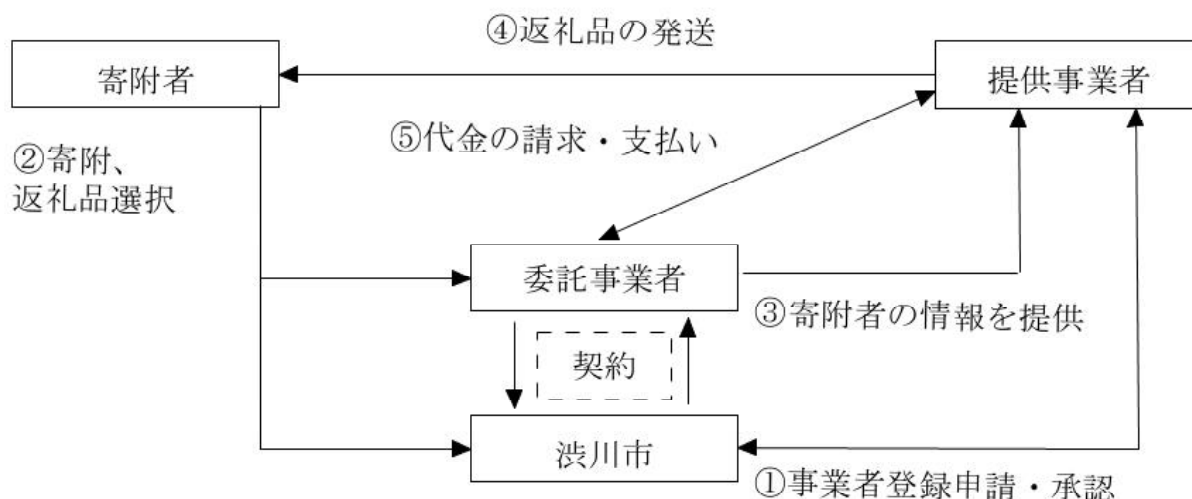 ④返礼品の発送
寄附者
提供事業者
⑤代金の請求・支払い
②寄附、
返礼品選択
委託事業者
③寄附者の情報を提供
契約
渋川市
①事業者登録申請・承認